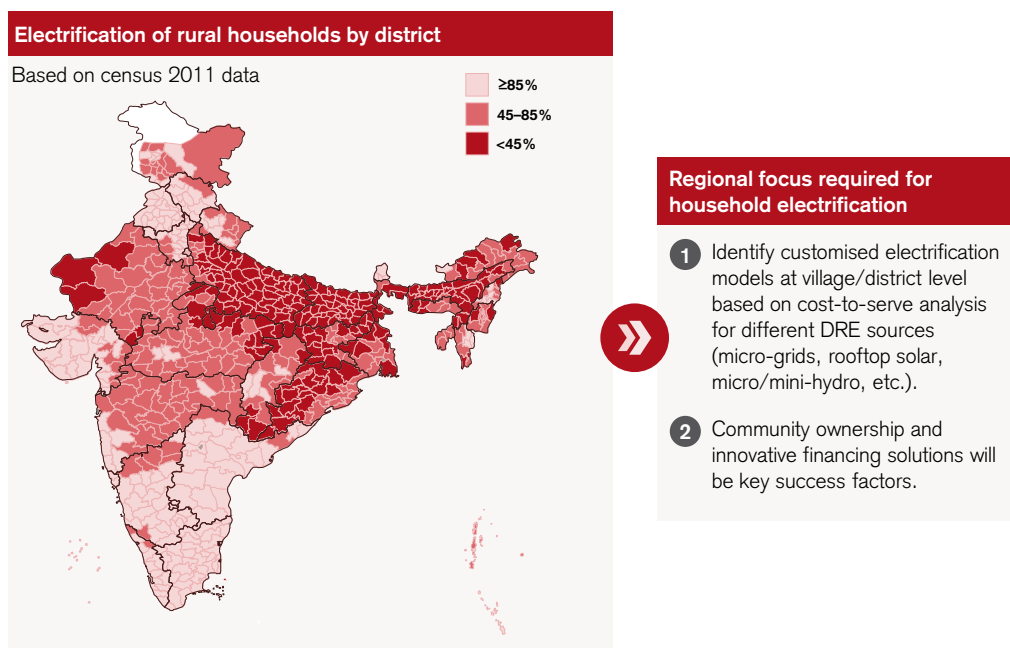 Electrification of rural households by district
Based on census 2011 data
≥85%
45–85%
<45%
Regional focus required for
household electrification
1 Identify customised electrification
models at village/district level
based on cost-to-serve analysis
for different DRE sources
(micro-grids, rooftop solar,
micro/mini-hydro, etc.).
2 Community ownership and
innovative financing solutions will
be key success factors.